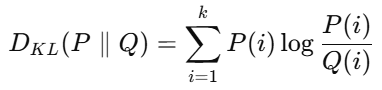 D_{KL}(P \parallel Q) = \sum_{i=1}^{k} P(i) \log \frac{P(i)}{Q(i)}